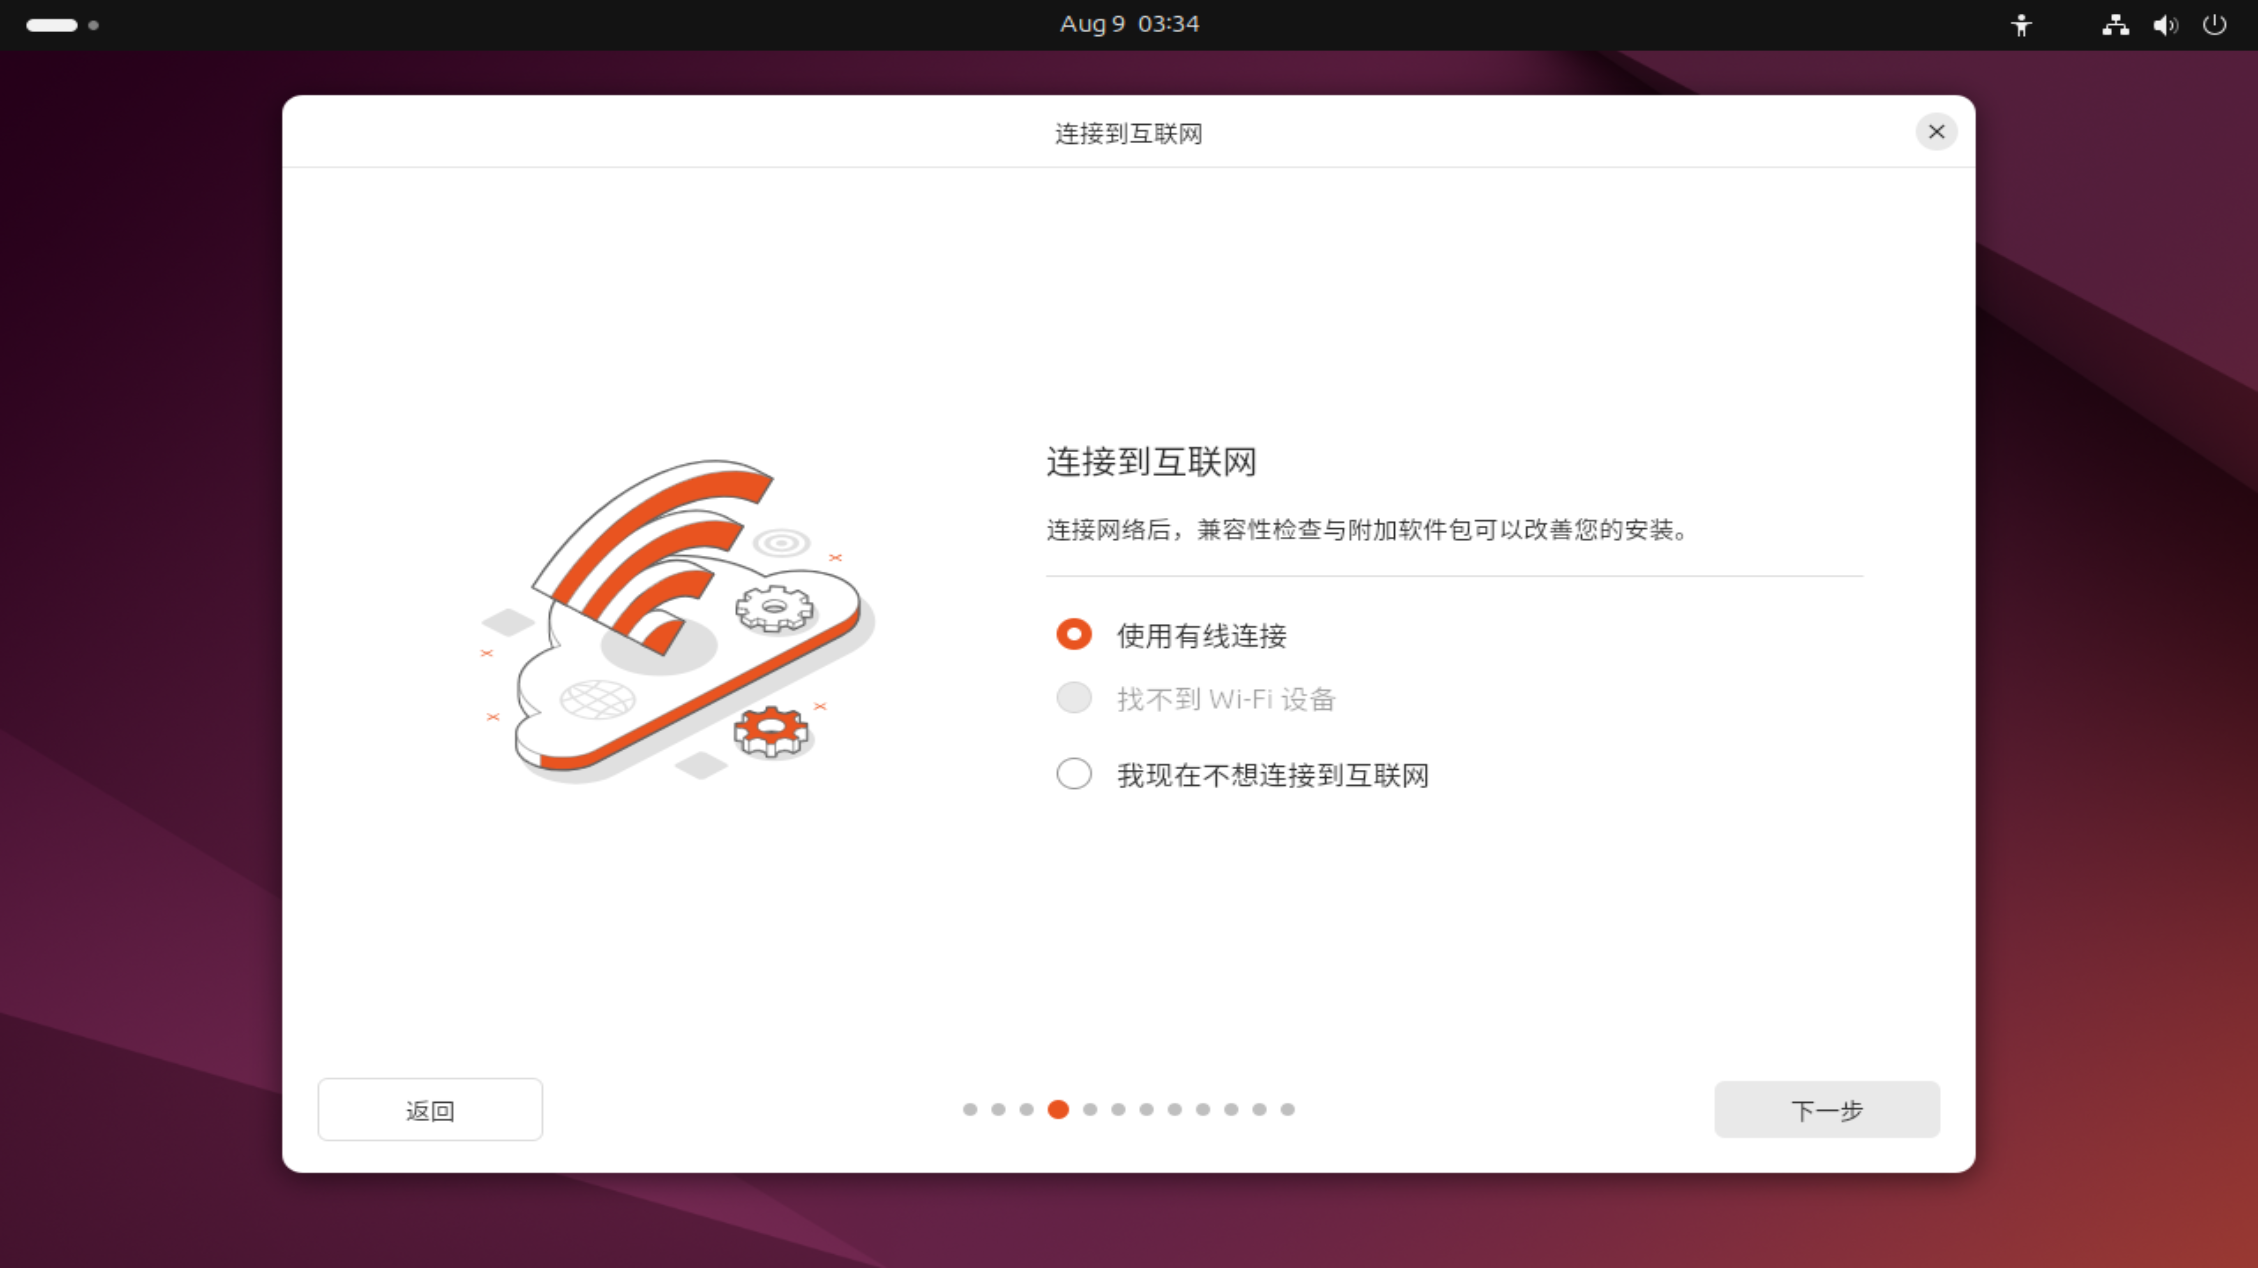 Aug 9 03:34
连接到互联网
连接到互联网
连接网络后，兼容性检查与附加软件包可以改善您的安装。
使用有线连接
找不到 Wi-Fi 设备
我现在不想连接到互联网
返回
下一步